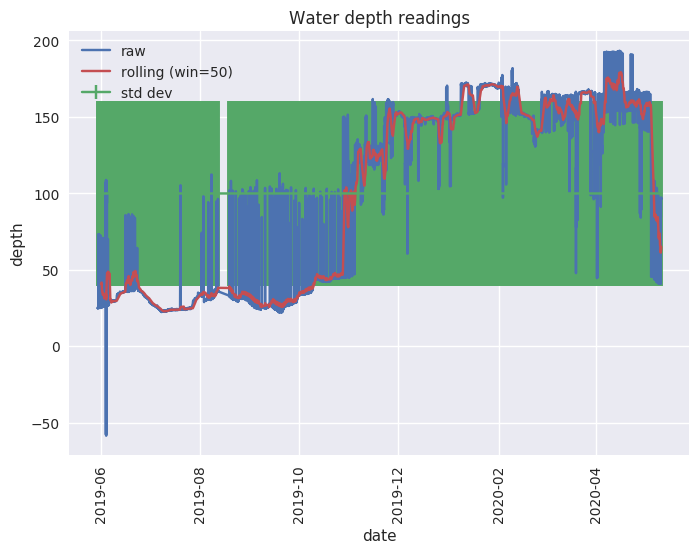 Water depth readings
raw
rolling (win=50)
std dev
200
150
100
50
0
−50
depth
2019-06
2019-08
2019-10
2019-12
2020-02
2020-04
date